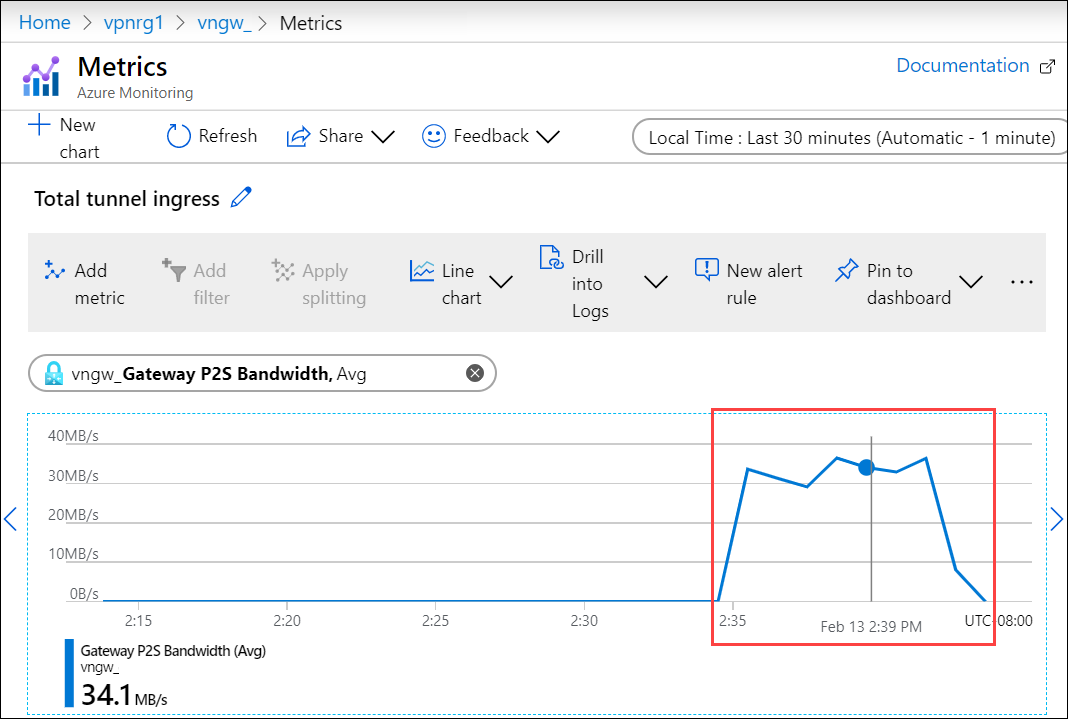 Home > vpnrg1 > vngw_ > Metrics
Metrics
Documentation
Azure Monitoring
New chart
Refresh
Share
Feedback
Local Time : Last 30 minutes (Automatic - 1 minute)
Total tunnel ingress
Add metric
Add filter
Apply splitting
Line chart
Drill into Logs
New alert rule
Pin to dashboard
...
vngw_Gateway P2S Bandwidth, Avg
40MB/s
30MB/s
20MB/s
10MB/s
0B/s
2:15 2:20 2:25 2:30 2:35 Feb 13 2:39 PM UTC-08:00
Gateway P2S Bandwidth (Avg)
vngw_
34.1 MB/s